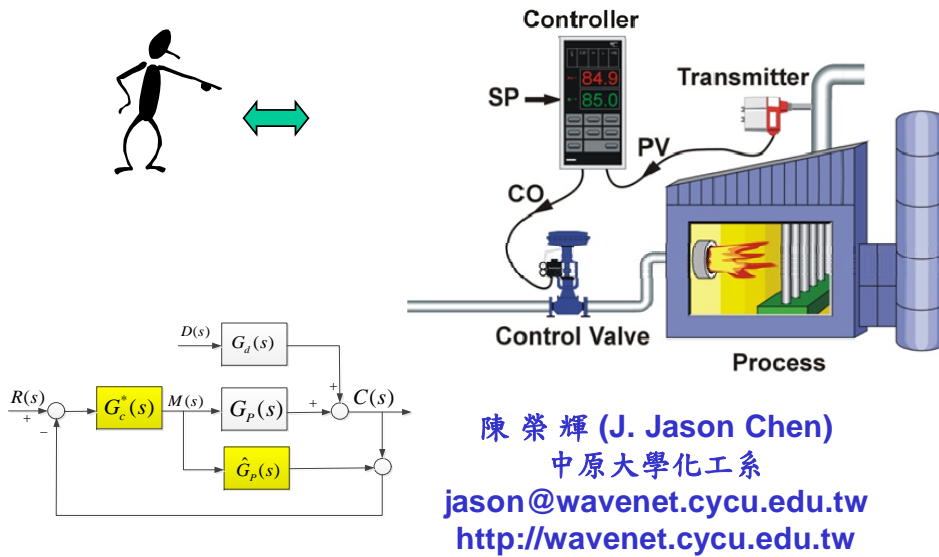 Controller
84.9
85.0
SP
Transmitter
PV
CO
Control Valve
Process
D(s)
G_d(s)
R(s)
+
−
G_c^*(s)
M(s)
G_P(s)
+
+
C(s)
Ĝ_P(s)
陳 榮 輝 (J. Jason Chen)
中原大學化工系
jason@wavenet.cycu.edu.tw
http://wavenet.cycu.edu.tw